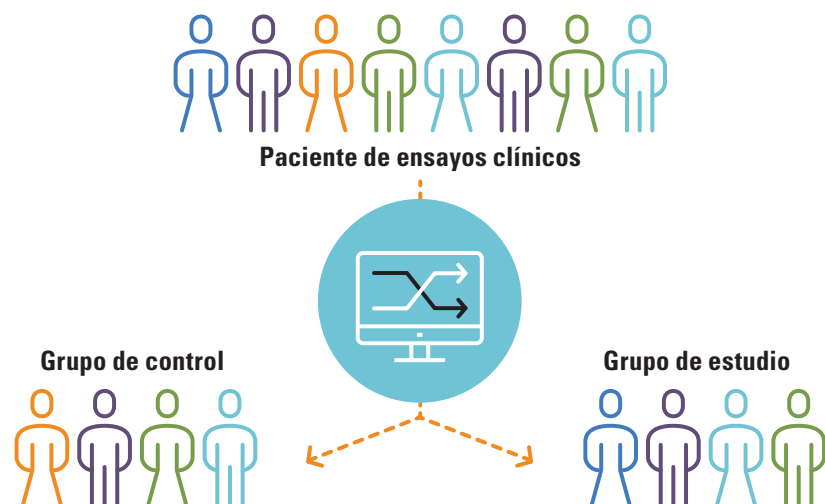 Paciente de ensayos clínicos
Grupo de control
Grupo de estudio